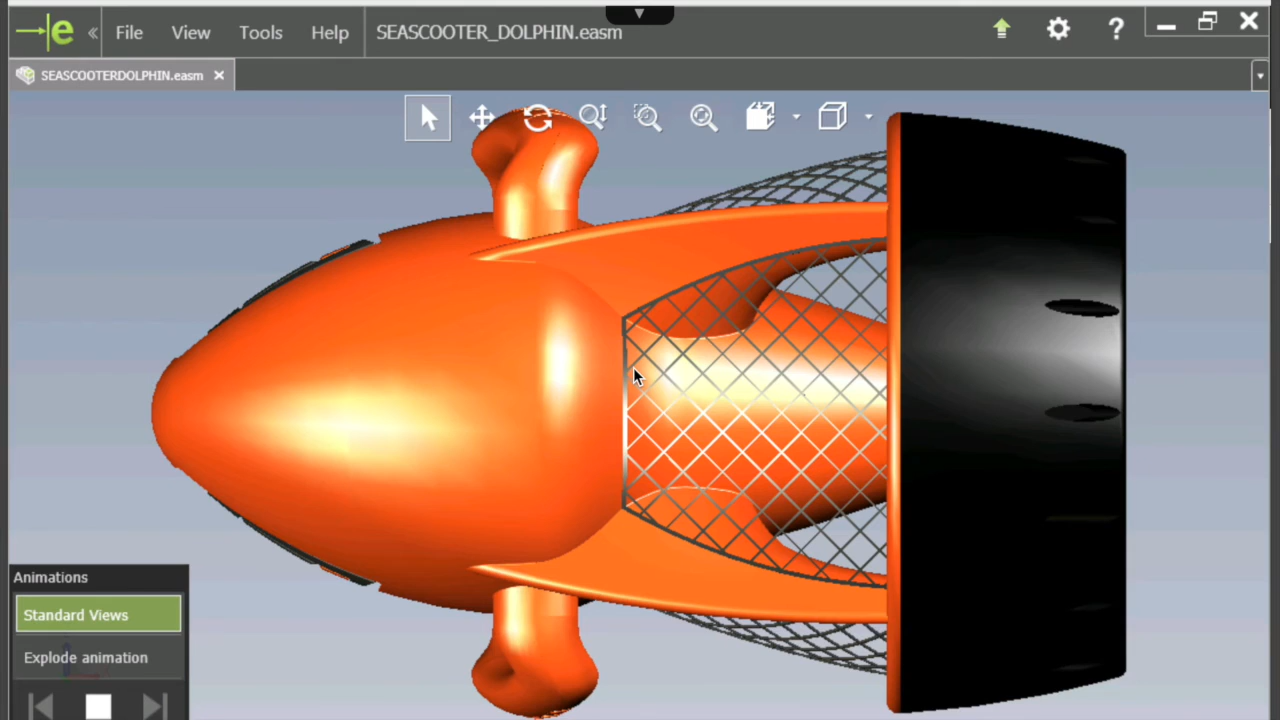 e « File View Tools Help SEASCOOTER_DOLPHIN.easm ?
SEASCOOTERDOLPHIN.easm
Animations
Standard Views
Explode animation